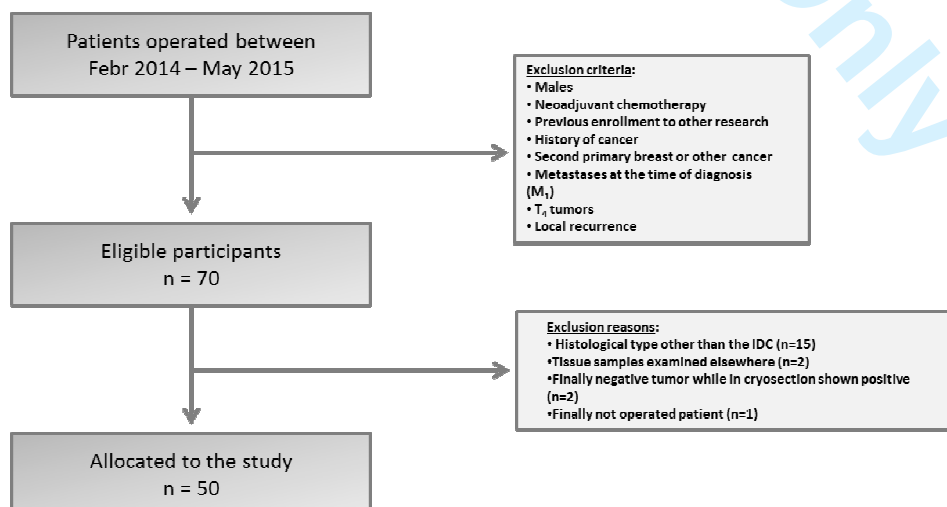 only
Patients operated between
Febr 2014 – May 2015
Exclusion criteria:
• Males
• Neoadjuvant chemotherapy
• Previous enrollment to other research
• History of cancer
• Second primary breast or other cancer
• Metastases at the time of diagnosis
(M₁)
• T₄ tumors
• Local recurrence
Eligible participants
n = 70
Exclusion reasons:
• Histological type other than the IDC (n=15)
•Tissue samples examined elsewhere (n=2)
•Finally negative tumor while in cryosection shown positive
(n=2)
•Finally not operated patient (n=1)
Allocated to the study
n = 50